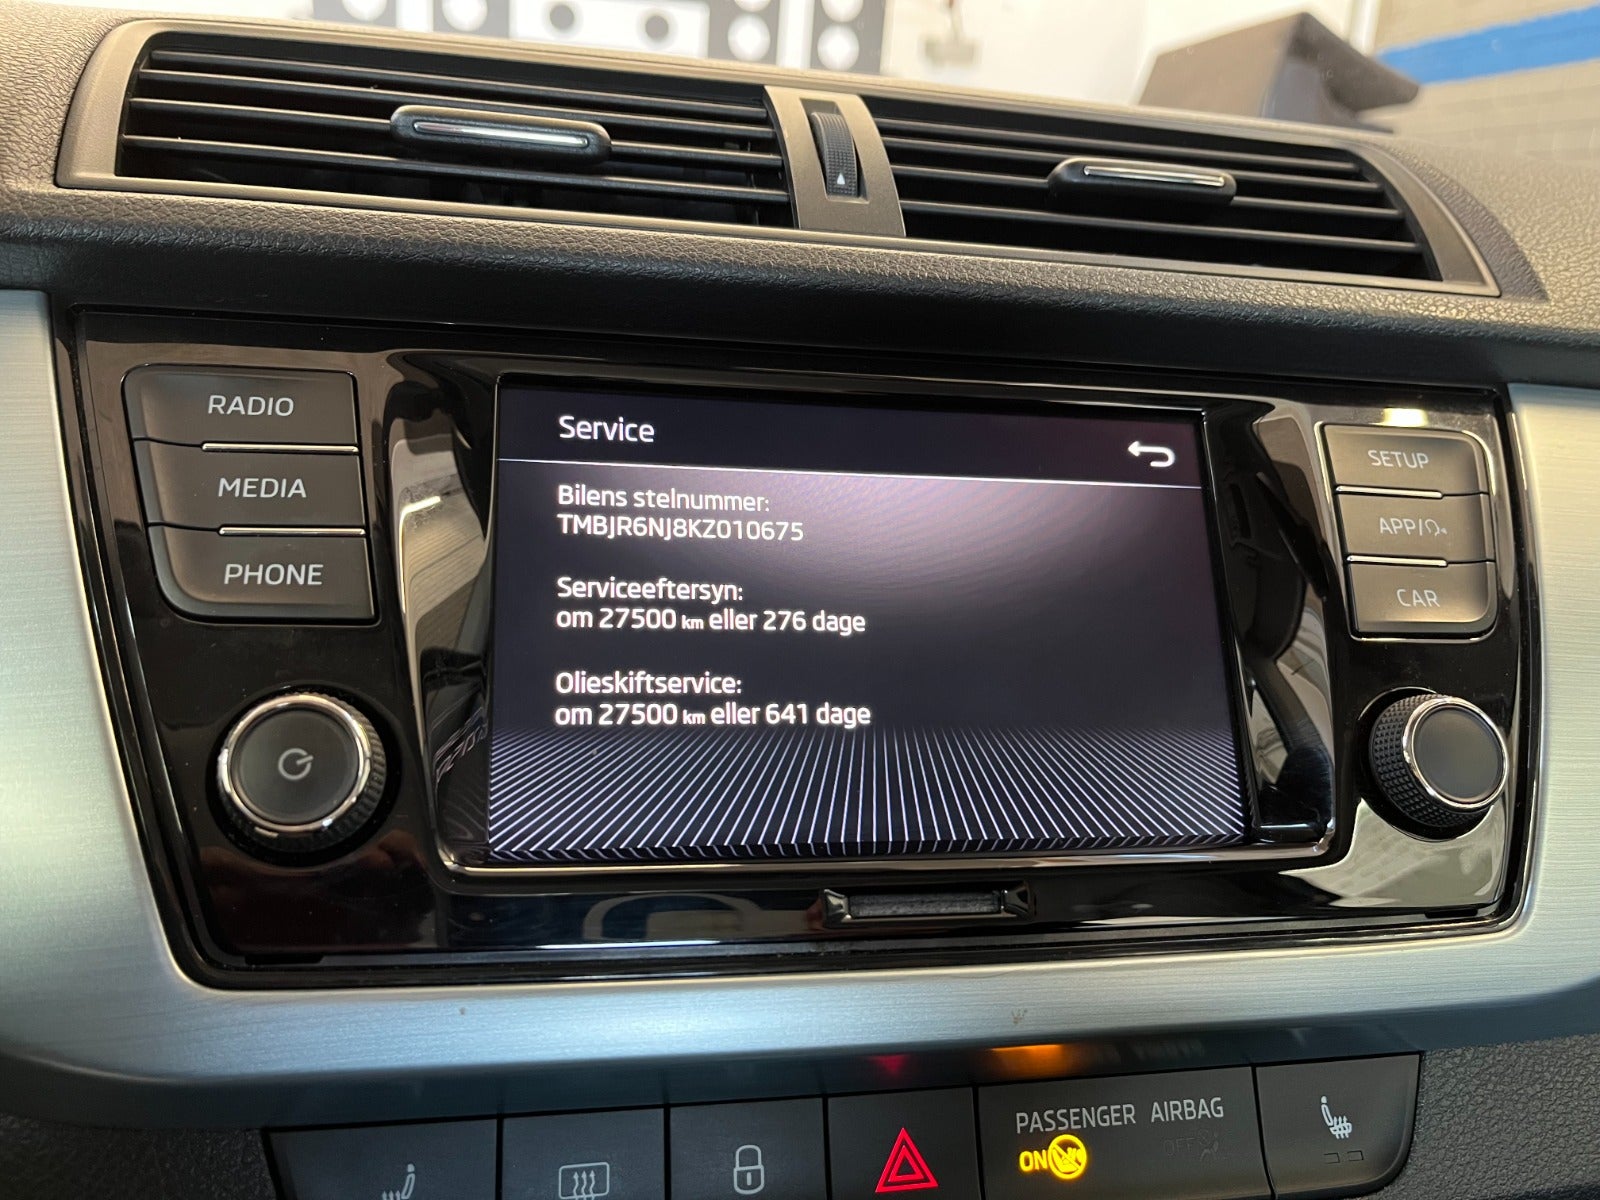 RADIO
MEDIA
PHONE
Service
Bilens stelnummer:
TMBJR6NJ8KZ010675
Serviceeftersyn:
om 27500 km eller 276 dage
Olieskiftservice:
om 27500 km eller 641 dage
SETUP
APP/
CAR
PASSENGER AIRBAG
ON
OFF